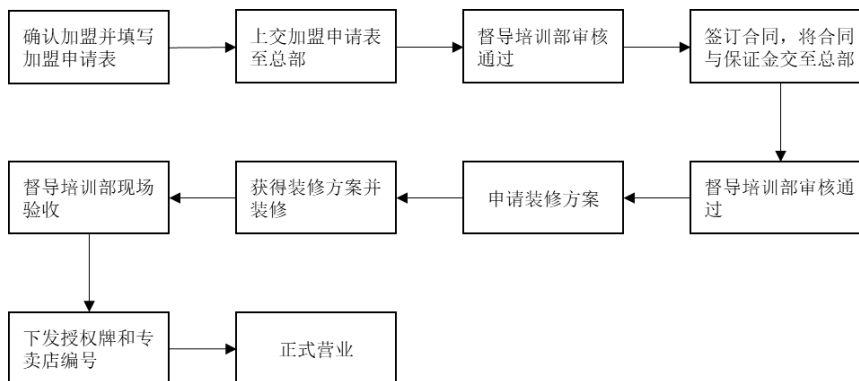 确认加盟并填写
加盟申请表
上交加盟申请表
至总部
督导培训部审核
通过
签订合同，将合同
与保证金交至总部
督导培训部审核通
过
申请装修方案
获得装修方案并
装修
督导培训部现场
验收
下发授权牌和专
卖店编号
正式营业